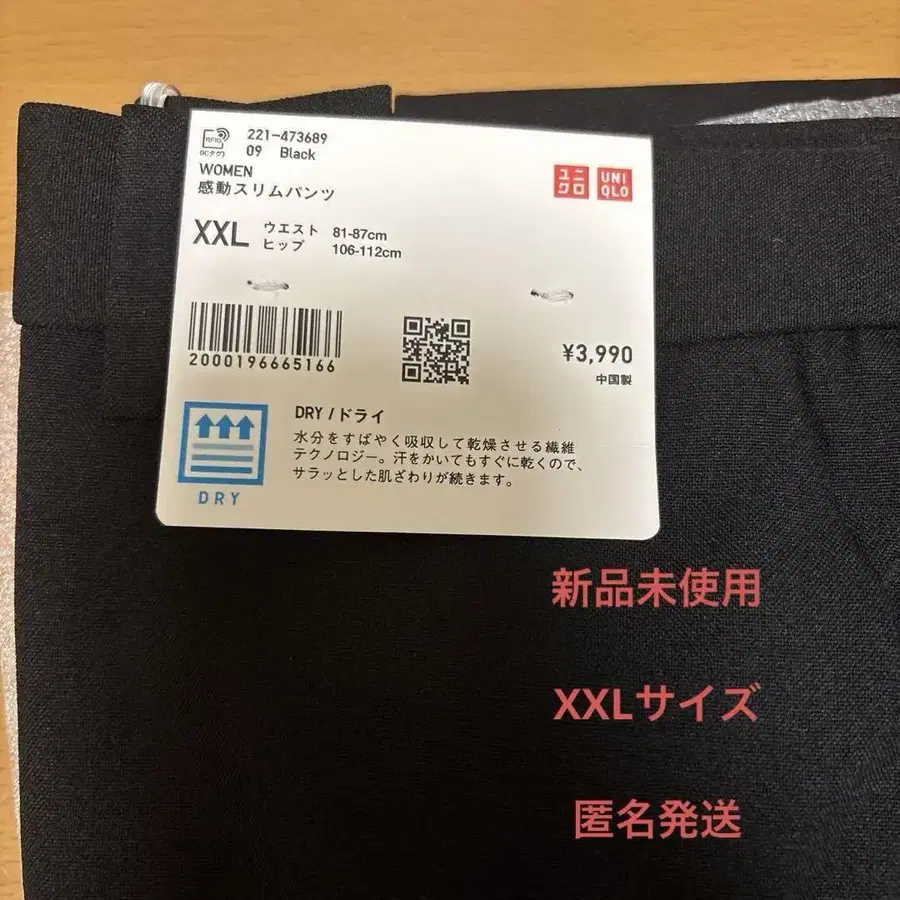 RFID
(ICタグ)
221-473689
09 Black
WOMEN
感動スリムパンツ
ユニ
クロ
UNI
QLO
XXL
ウエスト 81-87cm
ヒップ 106-112cm
2000196665166
¥3,990
中国製
DRY
DRY/ドライ
水分をすばやく吸収して乾燥させる繊維
テクノロジー。汗をかいてもすぐに乾くので、
サラッとした肌ざわりが続きます。
新品未使用
XXLサイズ
匿名発送